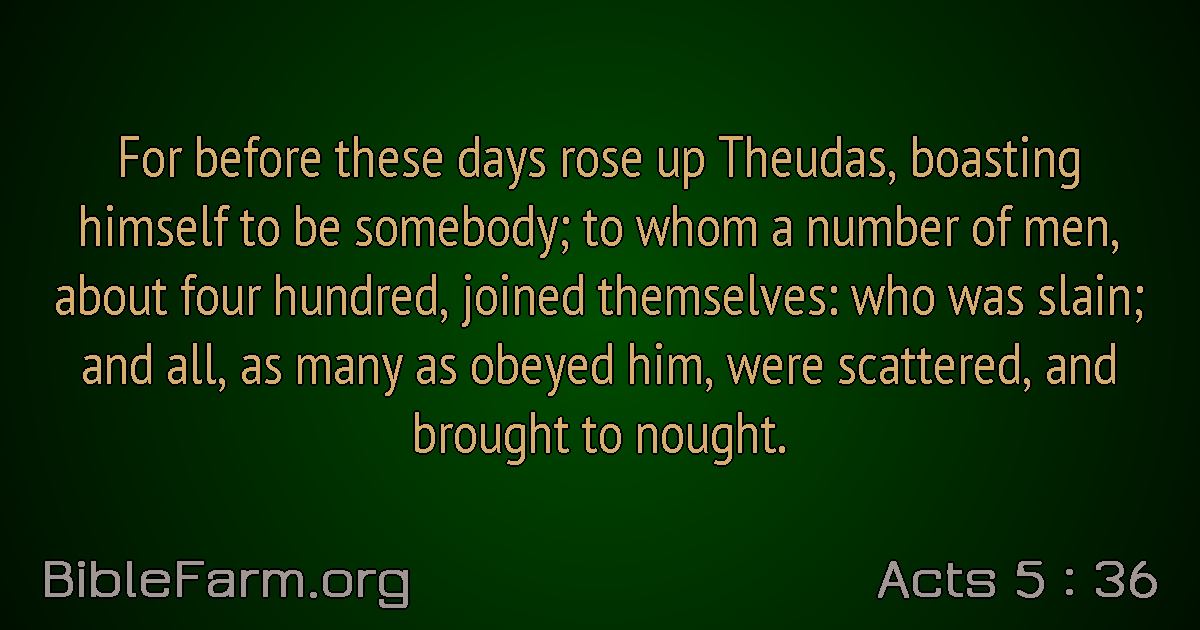 For before these days rose up Theudas, boasting
himself to be somebody; to whom a number of men,
about four hundred, joined themselves: who was slain;
and all, as many as obeyed him, were scattered, and
brought to nought.
BibleFarm.org
Acts 5 : 36